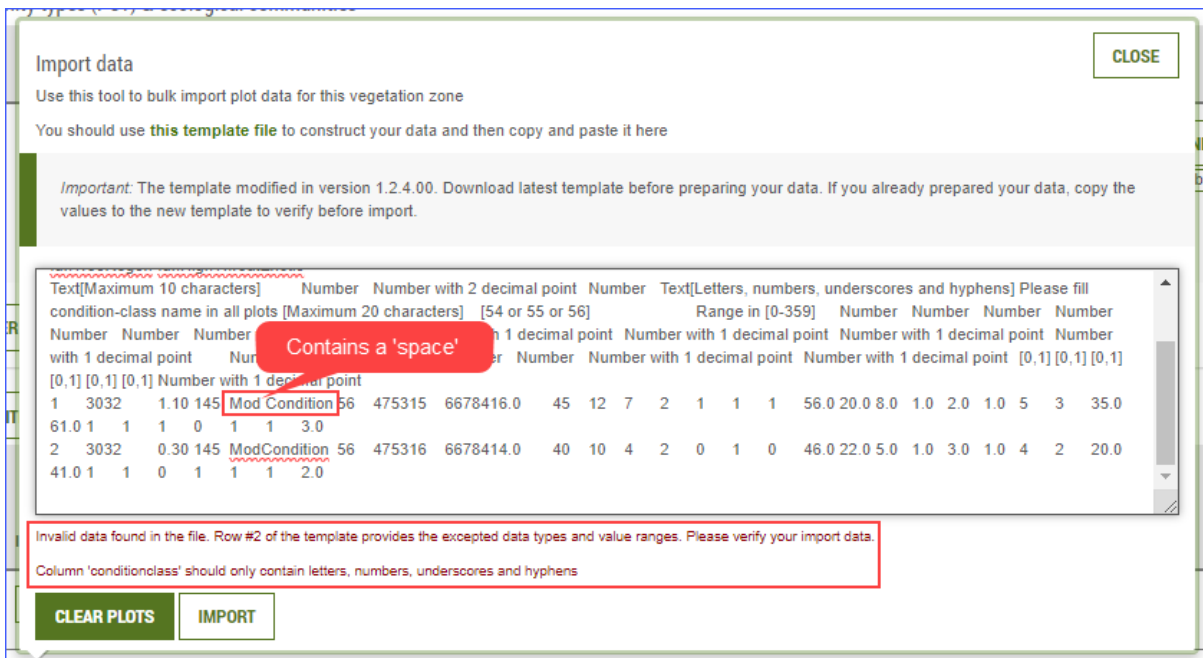 CLOSE
Import data
Use this tool to bulk import plot data for this vegetation zone
You should use this template file to construct your data and then copy and paste it here
Important: The template modified in version 1.2.4.00. Download latest template before preparing your data. If you already prepared your data, copy the
values to the new template to verify before import.
Text[Maximum 10 characters] Number Number with 2 decimal point Number Text[Letters, numbers, underscores and hyphens] Please fill
condition-class name in all plots [Maximum 20 characters] [54 or 55 or 56] Range in [0-359] Number Number Number Number
Number Number Number 1 decimal point Number with 1 decimal point Number with 1 decimal point Number
Contains a 'space'
with 1 decimal point Number Number with 1 decimal point Number with 1 decimal point [0,1] [0,1] [0,1]
[0,1] [0,1] [0,1] Number with 1 decimal point
1 3032 1.10 145 Mod Condition 56 475315 6678416.0 45 12 7 2 1 1 1 56.0 20.0 8.0 1.0 2.0 1.0 5 3 35.0
61.0 1 1 1 0 1 1 3.0
2 3032 0.30 145 ModCondition 56 475316 6678414.0 40 10 4 2 0 1 0 46.0 22.0 5.0 1.0 3.0 1.0 4 2 20.0
41.0 1 1 0 1 1 1 2.0
Invalid data found in the file. Row #2 of the template provides the excepted data types and value ranges. Please verify your import data.
Column 'conditionclass' should only contain letters, numbers, underscores and hyphens
CLEAR PLOTS
IMPORT